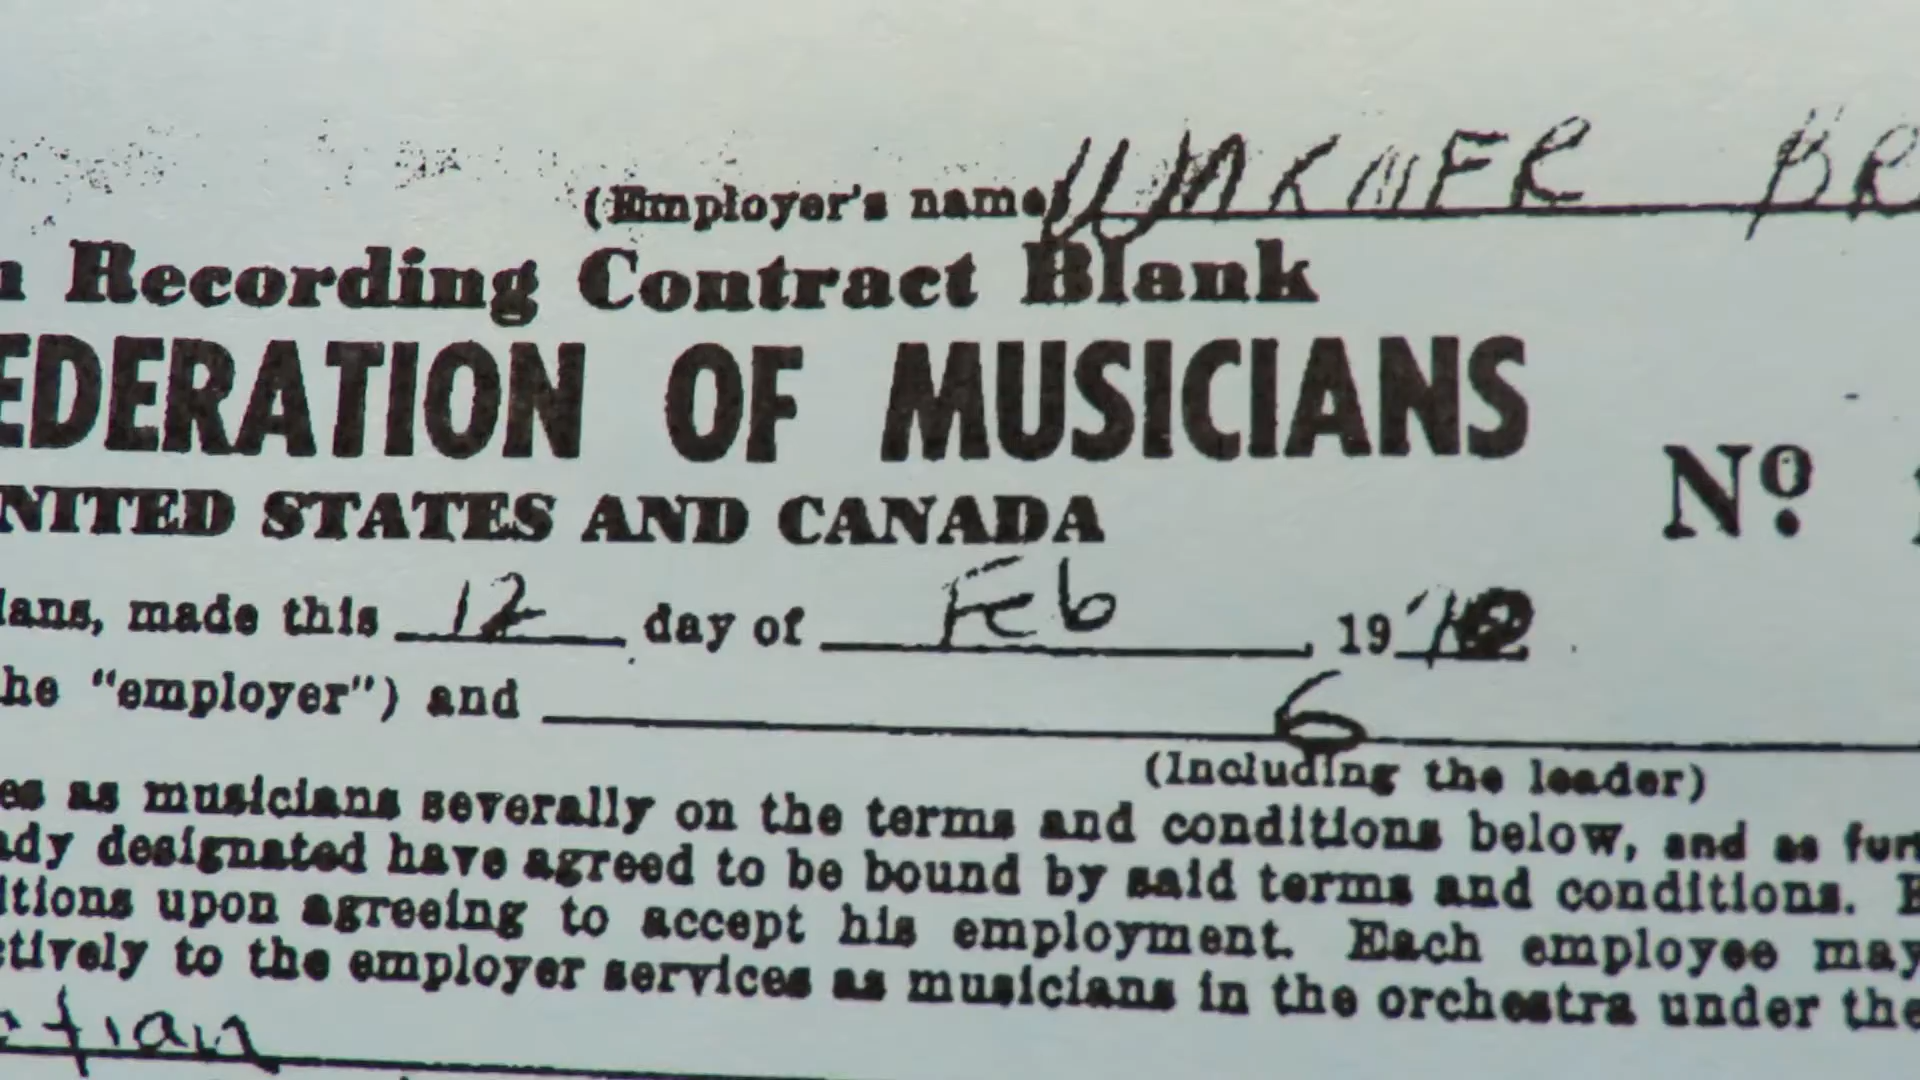 (Employer's name) WARNER BR
Recording Contract Blank
EDERATION OF MUSICIANS Nº
NITED STATES AND CANADA
ians, made this 12 day of Feb , 19
he "employer") and 6
(Including the leader)
es as musicians severally on the terms and conditions below, and as fur
ady designated have agreed to be bound by said terms and conditions.
itions upon agreeing to accept his employment. Each employee may
ctively to the employer services as musicians in the orchestra under the
tian